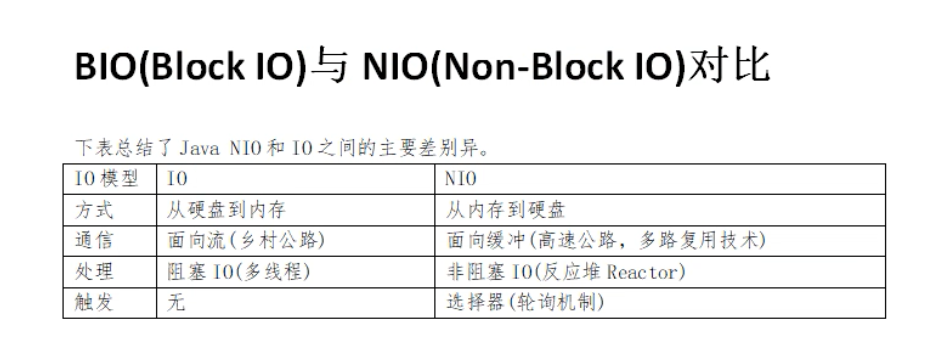 BIO(Block IO)与 NIO(Non-Block IO)对比
下表总结了 Java NIO 和 IO 之间的主要差别异。
IO 模型 IO NIO
方式 从硬盘到内存 从内存到硬盘
通信 面向流(乡村公路) 面向缓冲(高速公路，多路复用技术)
处理 阻塞 IO(多线程) 非阻塞 IO(反应堆 Reactor)
触发 无 选择器(轮询机制)